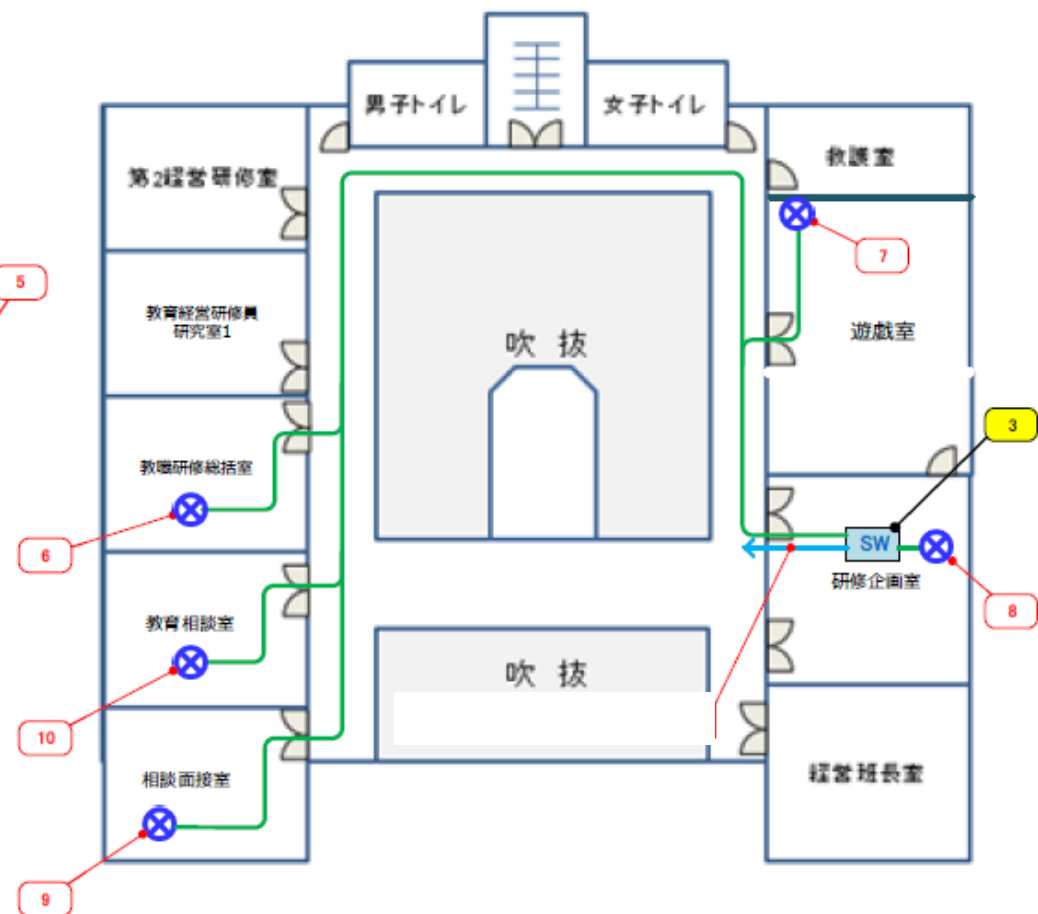 男子トイレ
女子トイレ
救護室
第2経営研修室
7
5
教育経営研修員
研究室1
吹 抜
遊戯室
3
教職研修総括室
6
SW
研修企画室
8
教育相談室
10
吹 抜
相談面接室
経営班長室
9